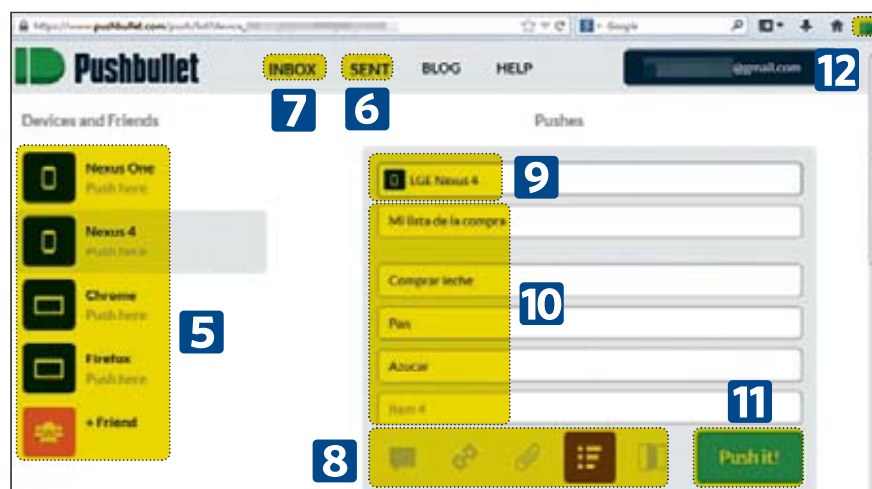 https://www.pushbullet.com/push/list?device_
Google
Pushbullet
INBOX SENT BLOG HELP
@gmail.com
12
7
6
Devices and Friends
Pushes
Nexus One
Push here
Nexus 4
Push here
Chrome
Push here
Firefox
Push here
+ Friend
5
LGE Nexus 4
9
Mi lista de la compra
Comprar leche
Pan
Azucar
Item 4
10
11
8
Push it!